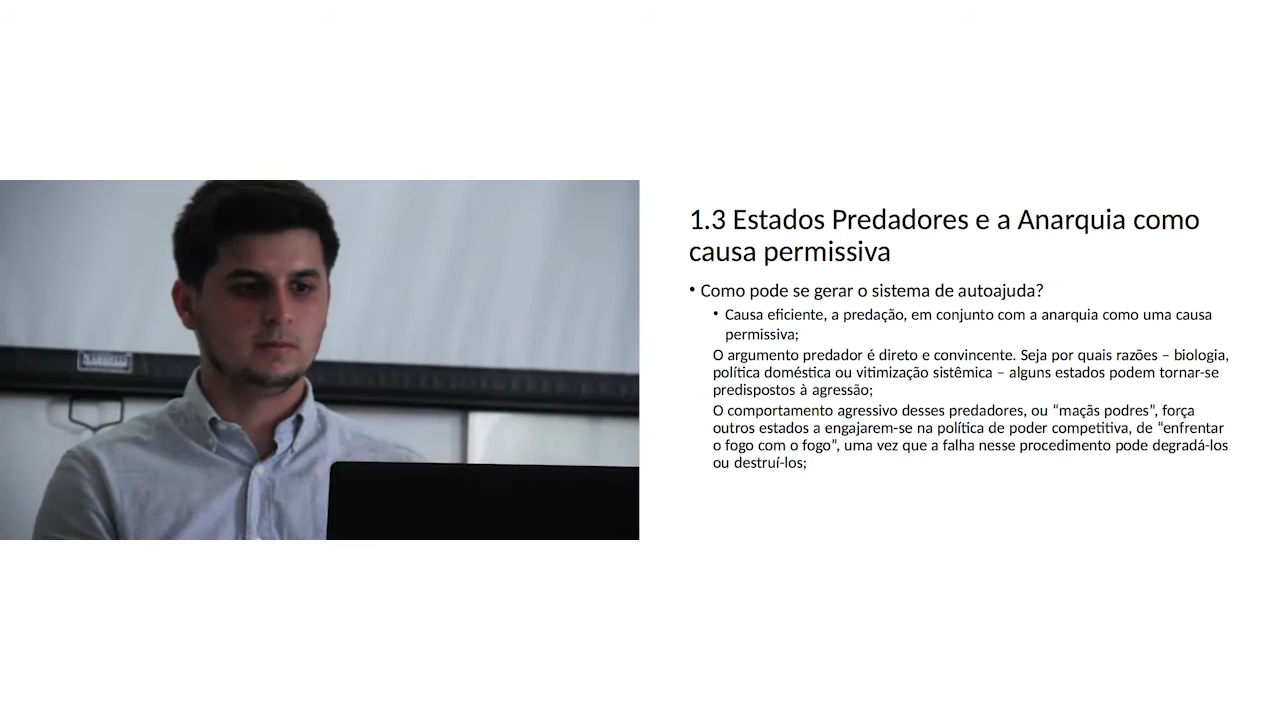 1.3 Estados Predadores e a Anarquia como
causa permissiva
• Como pode se gerar o sistema de autoajuda?
• Causa eficiente, a predação, em conjunto com a anarquia como uma causa
permissiva;
O argumento predador é direto e convincente. Seja por quais razões – biologia,
política doméstica ou vitimização sistêmica – alguns estados podem tornar-se
predispostos à agressão;
O comportamento agressivo desses predadores, ou “maçãs podres”, força
outros estados a engajarem-se na política de poder competitiva, de “enfrentar
o fogo com o fogo”, uma vez que a falha nesse procedimento pode degradá-los
ou destruí-los;